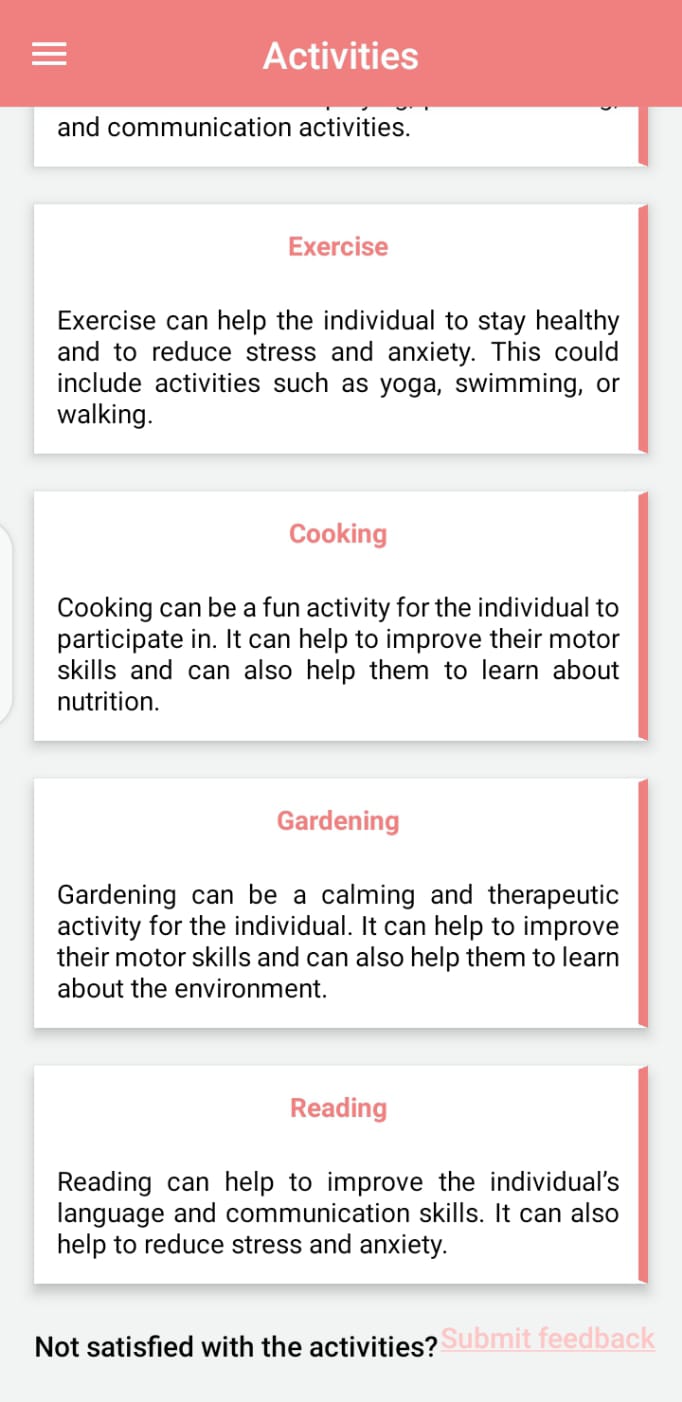 Activities
and communication activities.
Exercise
Exercise can help the individual to stay healthy
and to reduce stress and anxiety. This could
include activities such as yoga, swimming, or
walking.
Cooking
Cooking can be a fun activity for the individual to
participate in. It can help to improve their motor
skills and can also help them to learn about
nutrition.
Gardening
Gardening can be a calming and therapeutic
activity for the individual. It can help to improve
their motor skills and can also help them to learn
about the environment.
Reading
Reading can help to improve the individual’s
language and communication skills. It can also
help to reduce stress and anxiety.
Not satisfied with the activities? Submit feedback